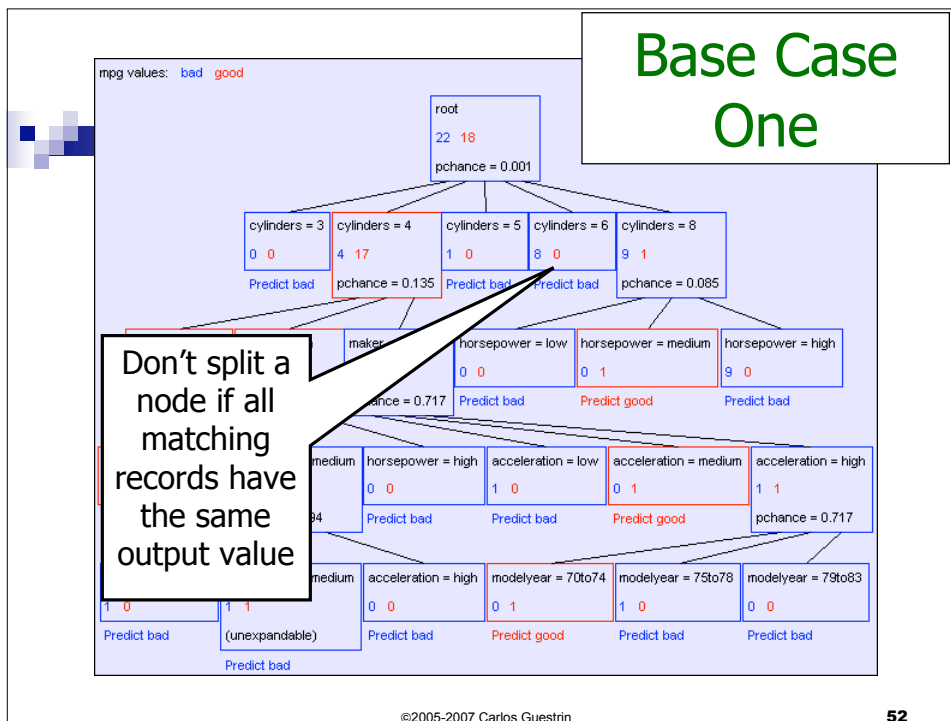 Base Case
One
mpg values: bad good
root
22 18
pchance = 0.001
cylinders = 3 cylinders = 4 cylinders = 5 cylinders = 6 cylinders = 8
0 0 4 17 1 0 8 0 9 1
Predict bad pchance = 0.135 Predict bad Predict bad pchance = 0.085
maker horsepower = low horsepower = medium horsepower = high
0 0 0 1 9 0
= 0.717 Predict bad Predict good Predict bad
Don't split a
node if all
matching
records have
the same
output value
medium horsepower = high acceleration = low acceleration = medium acceleration = high
0 0 1 0 0 1 1 1
94 Predict bad Predict bad Predict good pchance = 0.717
medium acceleration = high modelyear = 70to74 modelyear = 75to78 modelyear = 79to83
1 0 1 1 0 0 0 1 1 0 0 0
Predict bad (unexpandable) Predict bad Predict good Predict bad Predict bad
Predict bad
©2005-2007 Carlos Guestrin 52